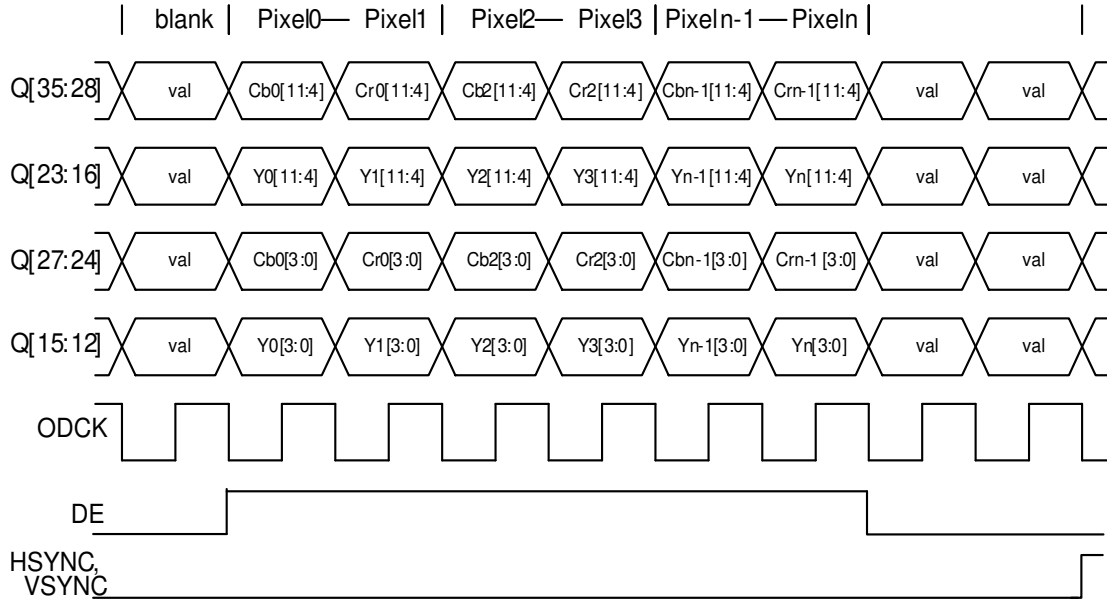 blank Pixel0— Pixel1 Pixel2— Pixel3 Pixeln-1—Pixeln
Q[35:28] val Cb0[11:4] Cr0[11:4] Cb2[11:4] Cr2[11:4] Cbn-1[11:4] Crn-1[11:4] val val
Q[23:16] val Y0[11:4] Y1[11:4] Y2[11:4] Y3[11:4] Yn-1[11:4] Yn[11:4] val val
Q[27:24] val Cb0[3:0] Cr0[3:0] Cb2[3:0] Cr2[3:0] Cbn-1[3:0] Crn-1[3:0] val val
Q[15:12] val Y0[3:0] Y1[3:0] Y2[3:0] Y3[3:0] Yn-1[3:0] Yn[3:0] val val
ODCK
DE
HSYNC,
VSYNC